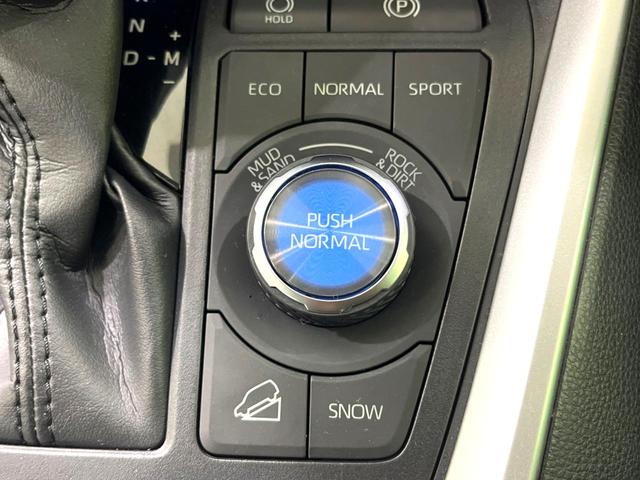 HOLD
P
N
+
D - M
-
ECO
NORMAL
SPORT
MUD
& SAND
ROCK
& DIRT
PUSH
NORMAL
SNOW